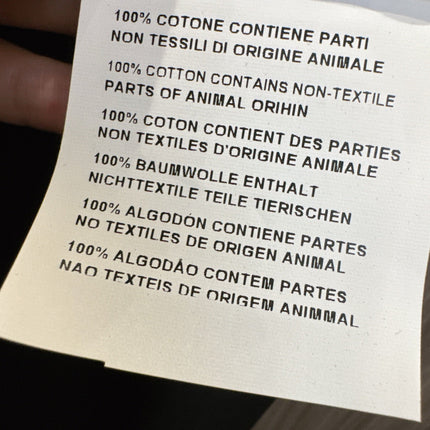 100% COTONE CONTIENE PARTI
NON TESSILI DI ORIGINE ANIMALE
100% COTTON CONTAINS NON-TEXTILE
PARTS OF ANIMAL ORIHIN
100% COTON CONTIENT DES PARTIES
NON TEXTILES D'ORIGINE ANIMALE
100% BAUMWOLLE ENTHALT
NICHTTEXTILE TEILE TIERISCHEN
100% ALGODÓN CONTIENE PARTES
NO TEXTILES DE ORIGEN ANIMAL
100% ALGODÃO CONTEM PARTES
NAO TEXTEIS DE ORIGEM ANIMMAL